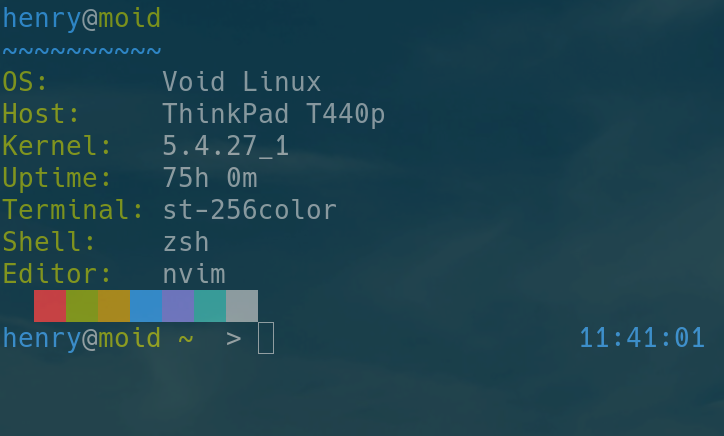 henry@moid
~~~~~~~~~~
OS: Void Linux
Host: ThinkPad T440p
Kernel: 5.4.27_1
Uptime: 75h 0m
Terminal: st-256color
Shell: zsh
Editor: nvim
henry@moid ~ > 11:41:01